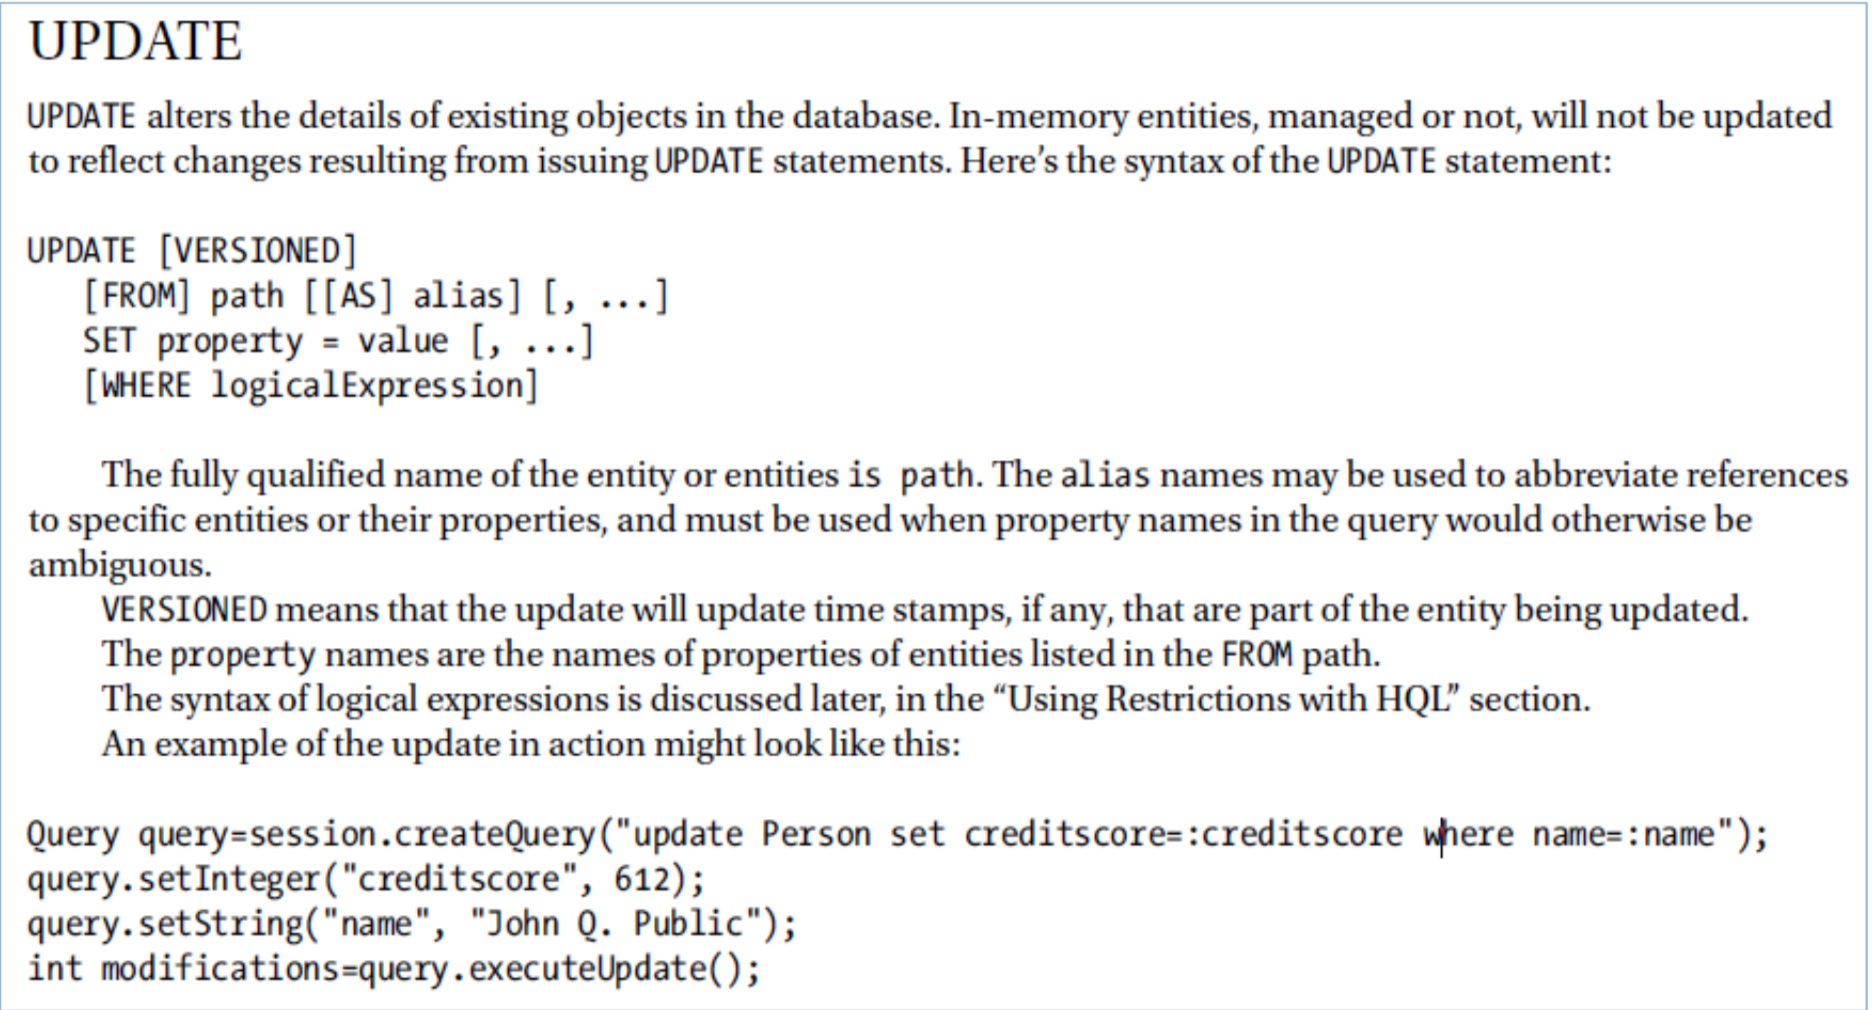 UPDATE
UPDATE alters the details of existing objects in the database. In-memory entities, managed or not, will not be updated
to reflect changes resulting from issuing UPDATE statements. Here’s the syntax of the UPDATE statement:
UPDATE [VERSIONED]
[FROM] path [[AS] alias] [, ...]
SET property = value [, ...]
[WHERE logicalExpression]
The fully qualified name of the entity or entities is path. The alias names may be used to abbreviate references
to specific entities or their properties, and must be used when property names in the query would otherwise be
ambiguous.
VERSIONED means that the update will update time stamps, if any, that are part of the entity being updated.
The property names are the names of properties of entities listed in the FROM path.
The syntax of logical expressions is discussed later, in the “Using Restrictions with HQL” section.
An example of the update in action might look like this:
Query query=session.createQuery("update Person set creditscore=:creditscore where name=:name");
query.setInteger("creditscore", 612);
query.setString("name", "John Q. Public");
int modifications=query.executeUpdate();